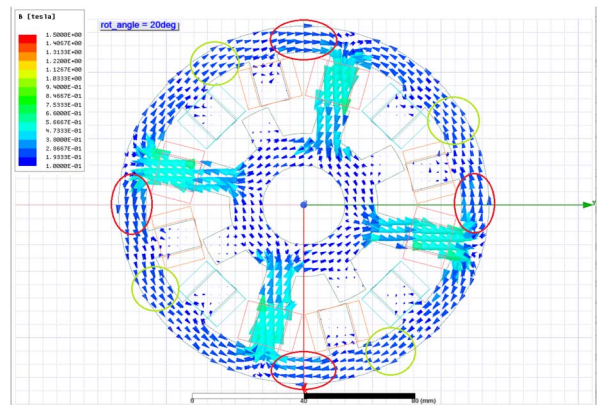 B [tesla]
rot_angle = 20deg
1.5000E+00
1.4067E+00
1.3133E+00
1.2200E+00
1.1267E+00
1.0333E+00
9.4000E-01
8.4667E-01
7.5333E-01
6.6000E-01
5.6667E-01
4.7333E-01
3.8000E-01
2.8667E-01
1.9333E-01
1.0000E-01
Y
0 40 80 (mm)